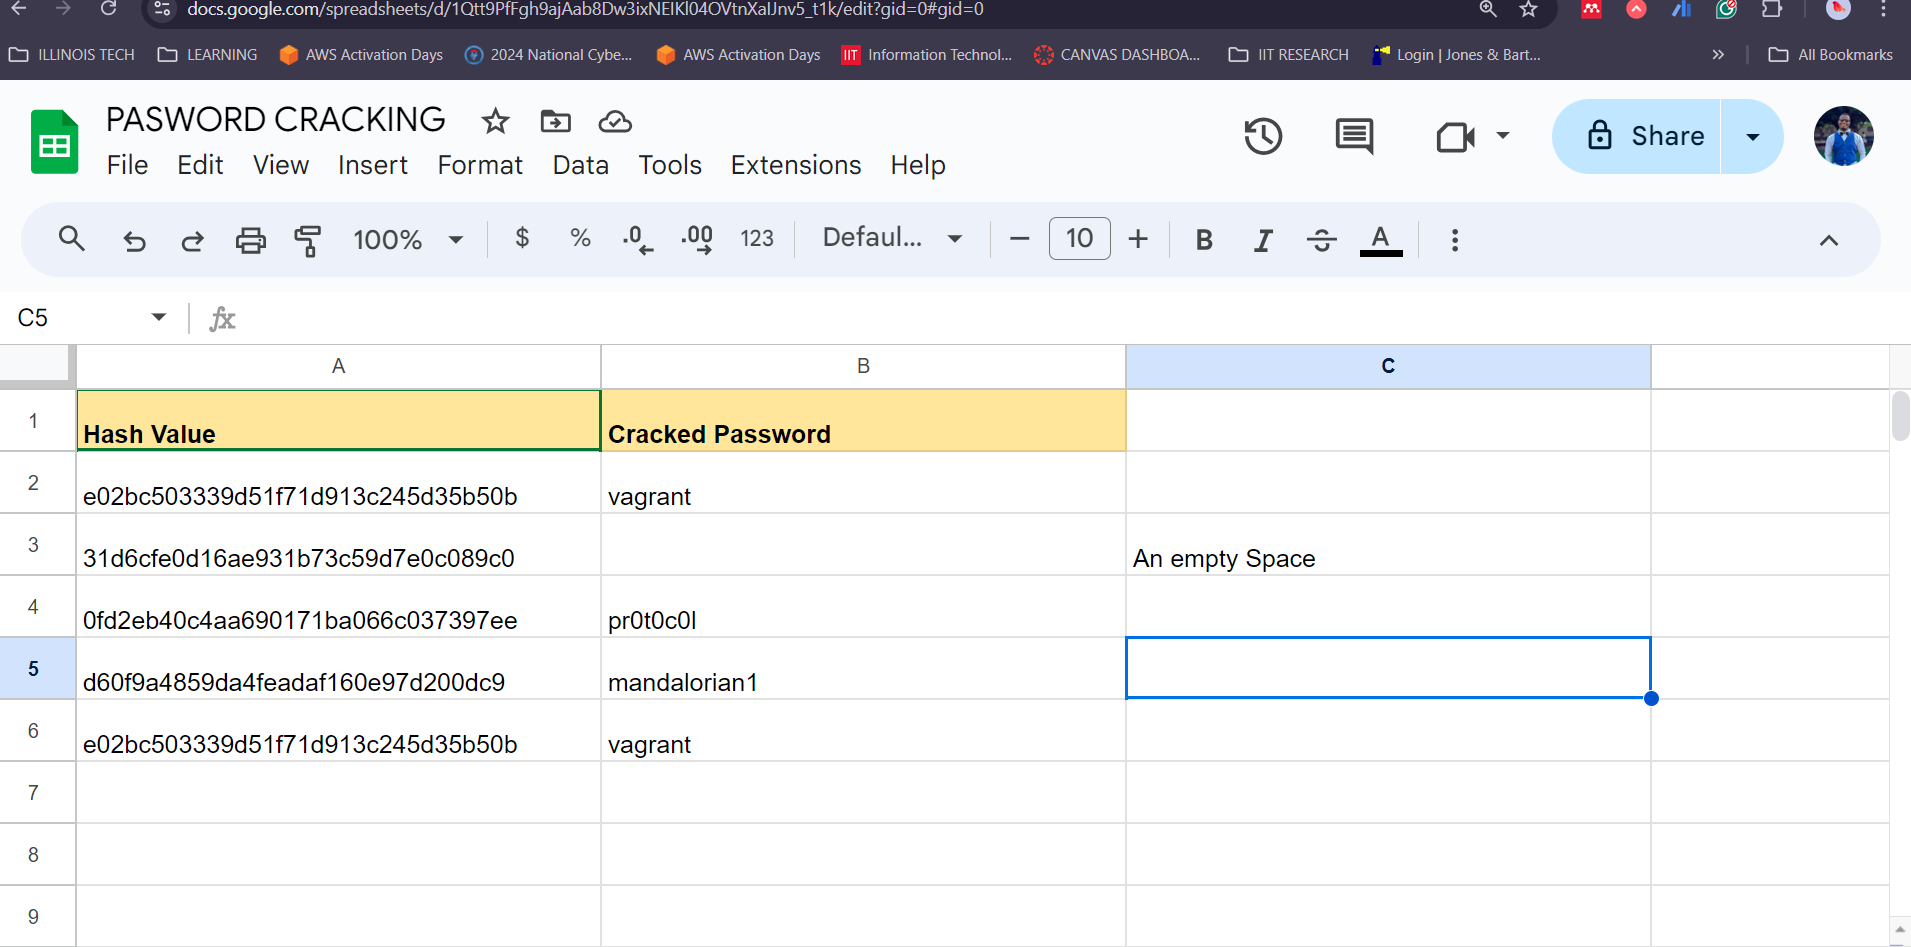 docs.google.com/spreadsheets/d/1Qtt9PfFgh9ajAab8Dw3ixNEIKl04OVtnXaIJnv5_t1k/edit?gid=0#gid=0
ILLINOIS TECH LEARNING AWS Activation Days 2024 National Cybe... AWS Activation Days IIT Information Technol... CANVAS DASHBOA... IIT RESEARCH Login | Jones & Bart... » All Bookmarks
PASWORD CRACKING
File Edit View Insert Format Data Tools Extensions Help
Share
100% $ % .0 .00 123 Defaul... − 10 + B I S A
C5 fx
A B C
1 Hash Value Cracked Password
2 e02bc503339d51f71d913c245d35b50b vagrant
3 31d6cfe0d16ae931b73c59d7e0c089c0 An empty Space
4 0fd2eb40c4aa690171ba066c037397ee pr0t0c0l
5 d60f9a4859da4feadaf160e97d200dc9 mandalorian1
6 e02bc503339d51f71d913c245d35b50b vagrant
7
8
9